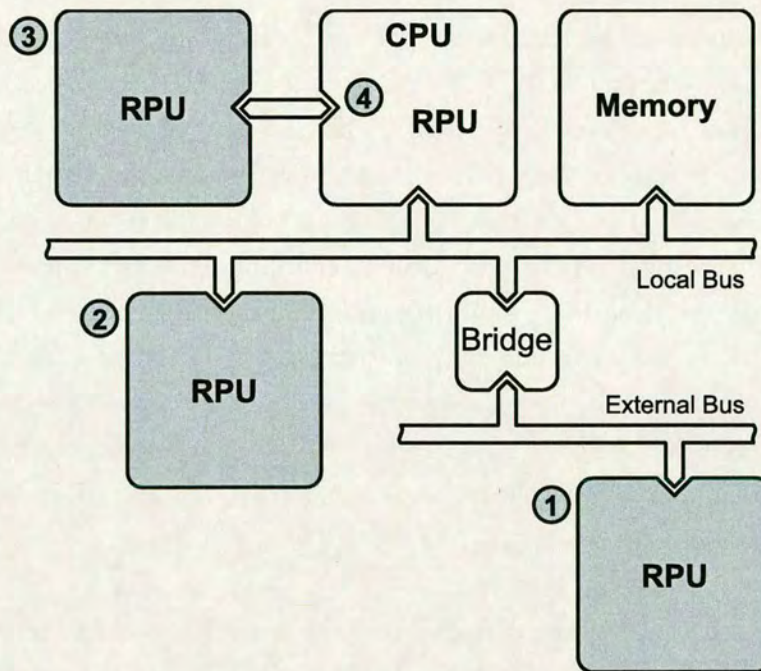 3
RPU
CPU
4
RPU
Memory
Local Bus
2
RPU
Bridge
External Bus
1
RPU